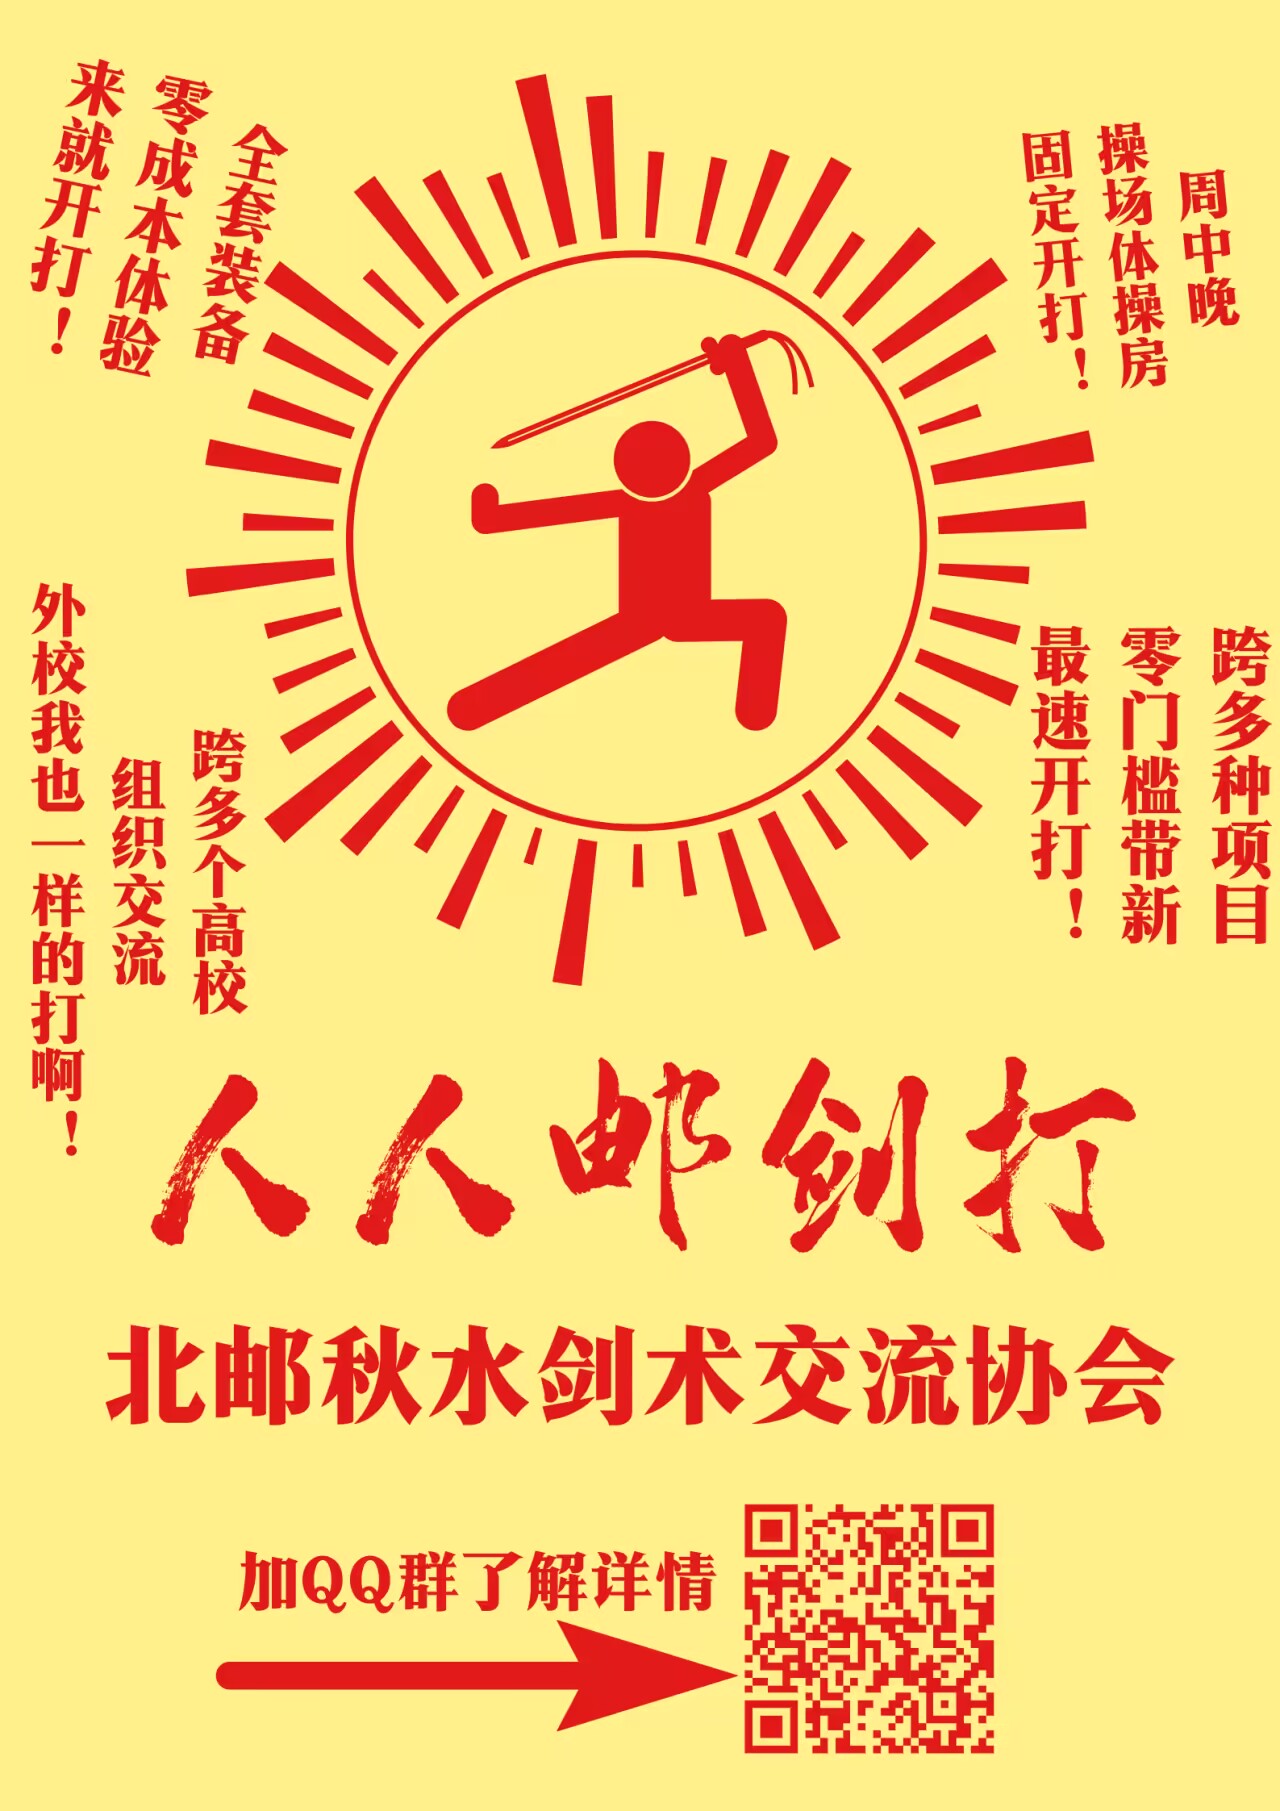 全套装备
零成本体验
来就开打！
周中晚
操场体操房
固定开打！
跨多个高校
组织交流
外校我也一样的打啊！
跨多种项目
零门槛带新
最速开打！
人人邮剑打
北邮秋水剑术交流协会
加QQ群了解详情